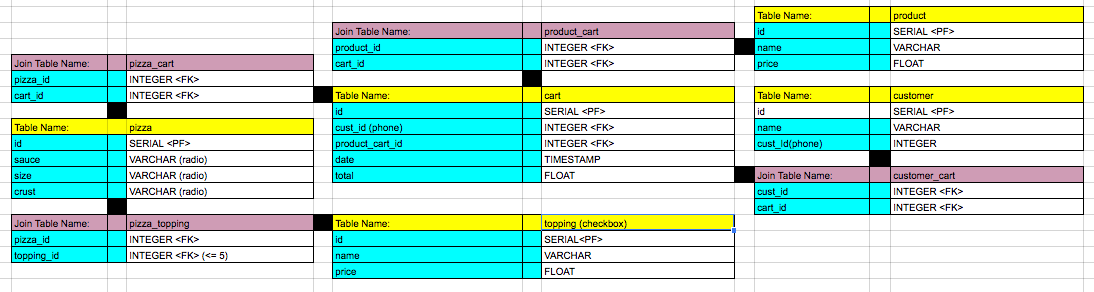 Join Table Name: pizza_cart
pizza_id INTEGER <FK>
cart_id INTEGER <FK>
Table Name: pizza
id SERIAL <PF>
sauce VARCHAR (radio)
size VARCHAR (radio)
crust VARCHAR (radio)
Join Table Name: pizza_topping
pizza_id INTEGER <FK>
topping_id INTEGER <FK> (<= 5)
Join Table Name: product_cart
product_id INTEGER <FK>
cart_id INTEGER <FK>
Table Name: cart
id SERIAL <PF>
cust_id (phone) INTEGER <FK>
product_cart_id INTEGER <FK>
date TIMESTAMP
total FLOAT
Table Name: topping (checkbox)
id SERIAL<PF>
name VARCHAR
price FLOAT
Table Name: product
id SERIAL <PF>
name VARCHAR
price FLOAT
Table Name: customer
id SERIAL <PF>
name VARCHAR
cust_id(phone) INTEGER
Join Table Name: customer_cart
cust_id INTEGER <FK>
cart_id INTEGER <FK>